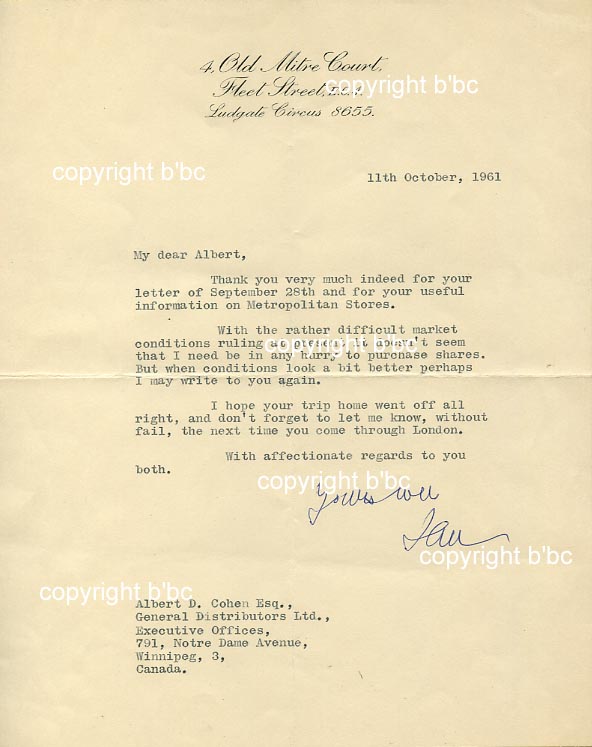 4, Old Mitre Court,
Fleet Street, E.C.4.
Ludgate Circus 8655.
copyright b'bc
copyright b'bc
11th October, 1961
My dear Albert,
Thank you very much indeed for your
letter of September 28th and for your useful
information on Metropolitan Stores.
With the rather difficult market
conditions ruling at present it doesn't seem
that I need be in any hurry to purchase shares.
But when conditions look a bit better perhaps
I may write to you again.
copyright b'bc
I hope your trip home went off all
right, and don't forget to let me know, without
fail, the next time you come through London.
With affectionate regards to you
both.
copyright b'bc
Yours ever
Ian
copyright b'bc
copyright b'bc
Albert D. Cohen Esq.,
General Distributors Ltd.,
Executive Offices,
791, Notre Dame Avenue,
Winnipeg, 3,
Canada.